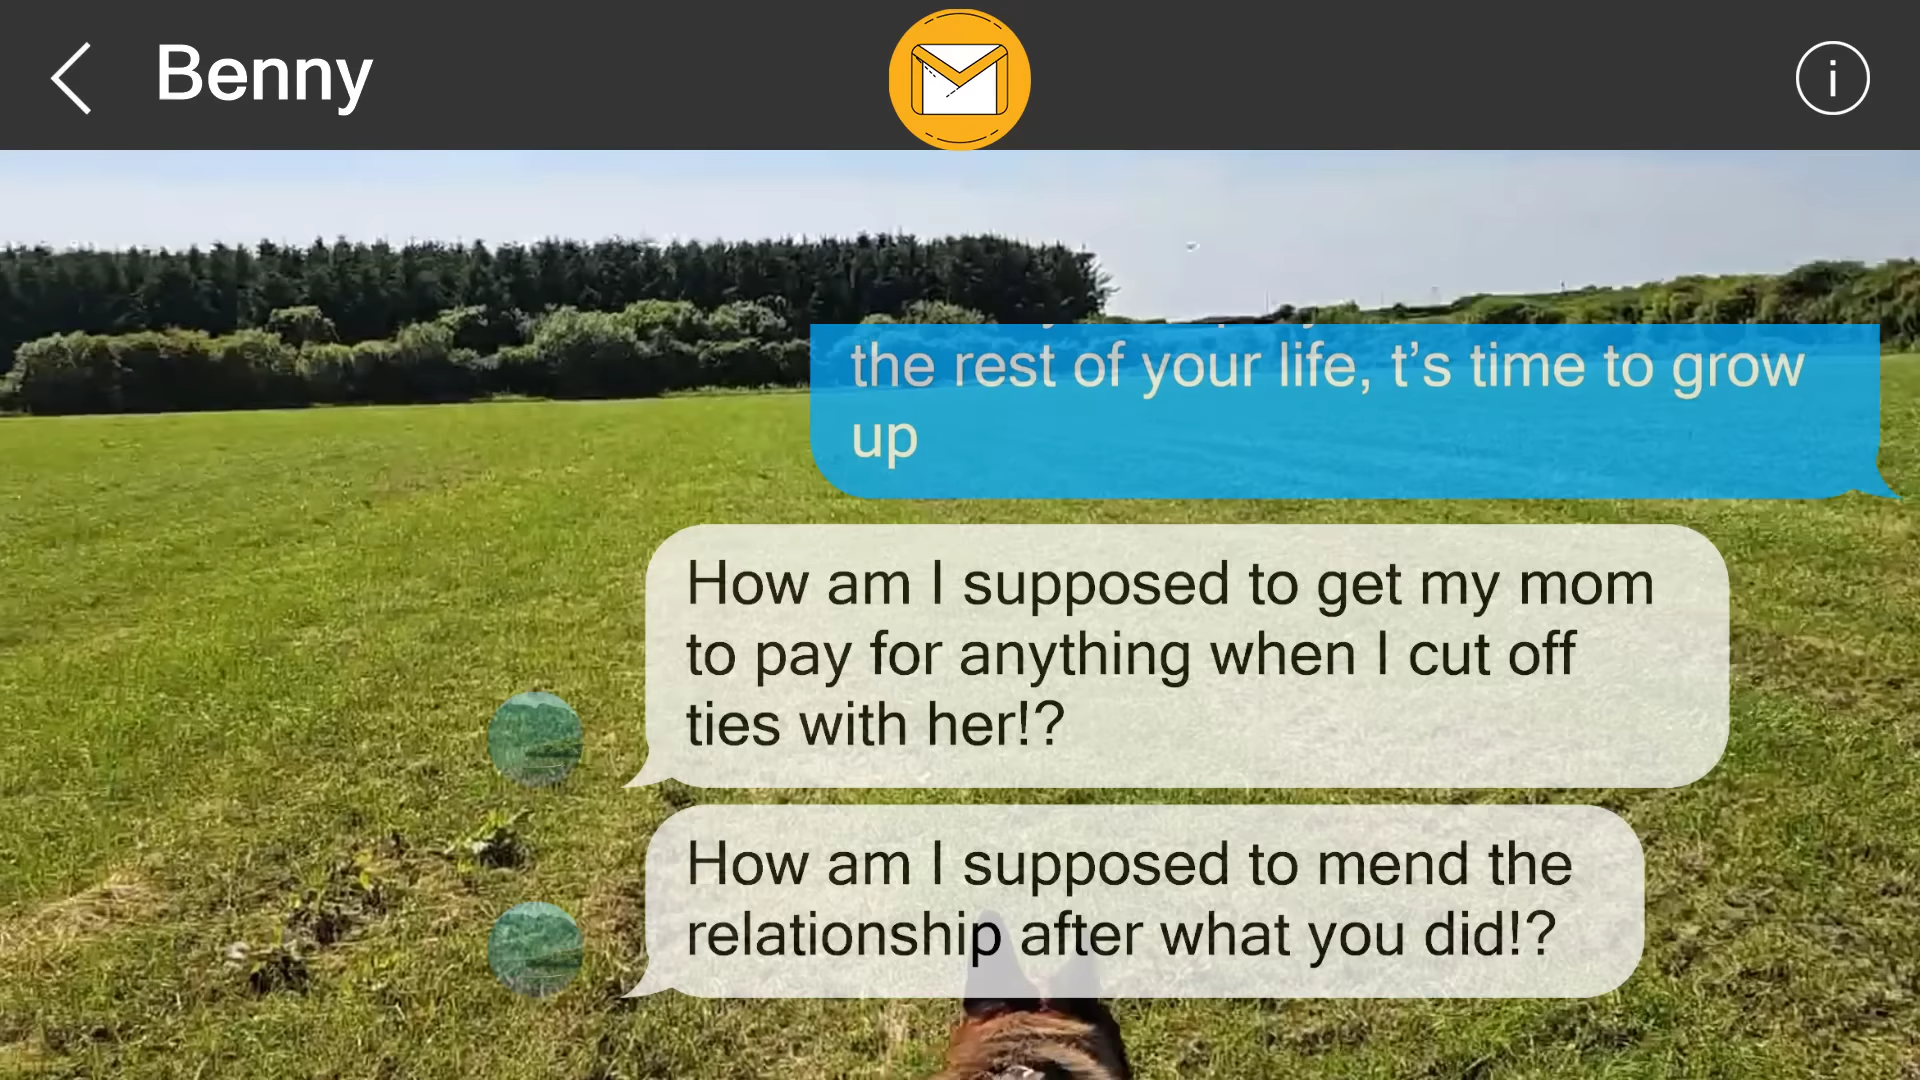 Benny
i
the rest of your life, t’s time to grow
up
How am I supposed to get my mom
to pay for anything when I cut off
ties with her!?
How am I supposed to mend the
relationship after what you did!?